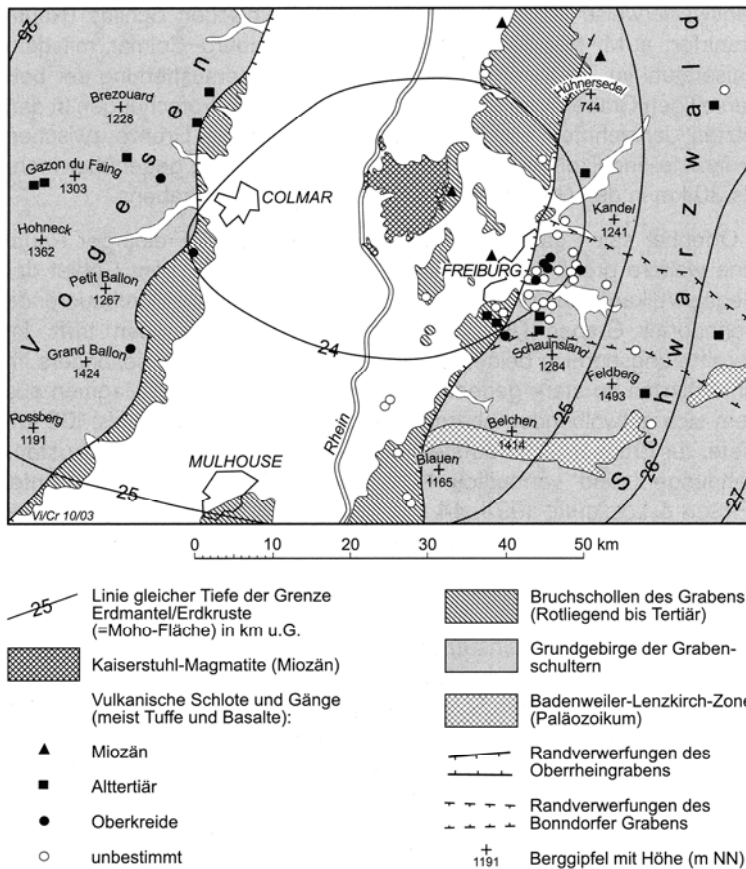 25
Brezouard
1228
Gazon du Faing
1303
Hohneck
1362
Petit Ballon
1267
Grand Ballon
1424
Rossberg
1191
Vogesen
COLMAR
MULHOUSE
25
Vi/Cr 10/03
24
Rhein
Hühnersedel
744
Kandel
1241
FREIBURG
Schauinsland
1284
Feldberg
1493
Belchen
1414
Blauen
1165
Schwarzwald
25
26
27
0 10 20 30 40 50 km
25
Linie gleicher Tiefe der Grenze
Erdmantel/Erdkruste
(=Moho-Fläche) in km u.G.
Kaiserstuhl-Magmatite (Miozän)
Vulkanische Schlote und Gänge
(meist Tuffe und Basalte):
Miozän
Alttertiär
Oberkreide
unbestimmt
Bruchschollen des Grabens
(Rotliegend bis Tertiär)
Grundgebirge der Graben-
schultern
Badenweiler-Lenzkirch-Zone
(Paläozoikum)
Randverwerfungen des
Oberrheingrabens
Randverwerfungen des
Bonndorfer Grabens
1191
Berggipfel mit Höhe (m NN)